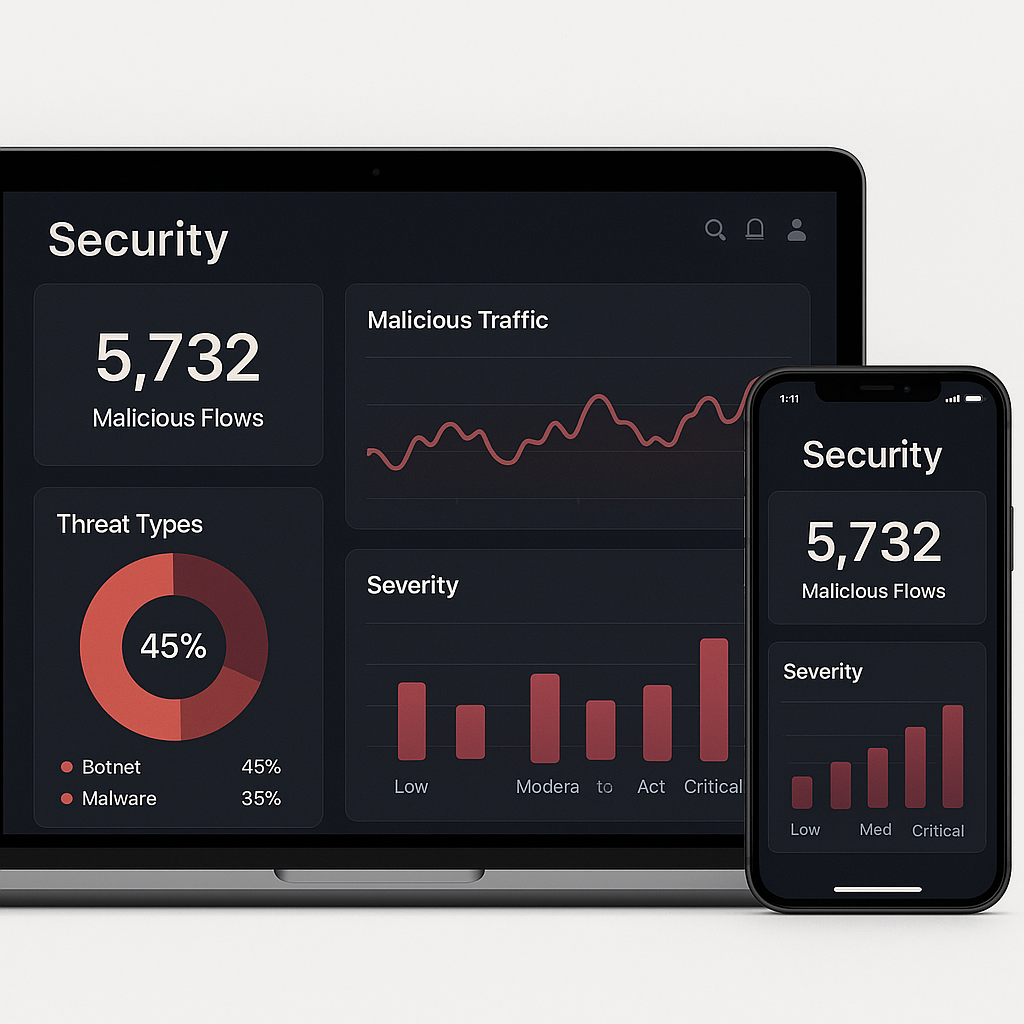 Security
5,732
Malicious Flows
Malicious Traffic
Threat Types
45%
Botnet 45%
Malware 35%
Severity
Low Modera to Act Critical
1:11
Security
5,732
Malicious Flows
Severity
Low Med Critical